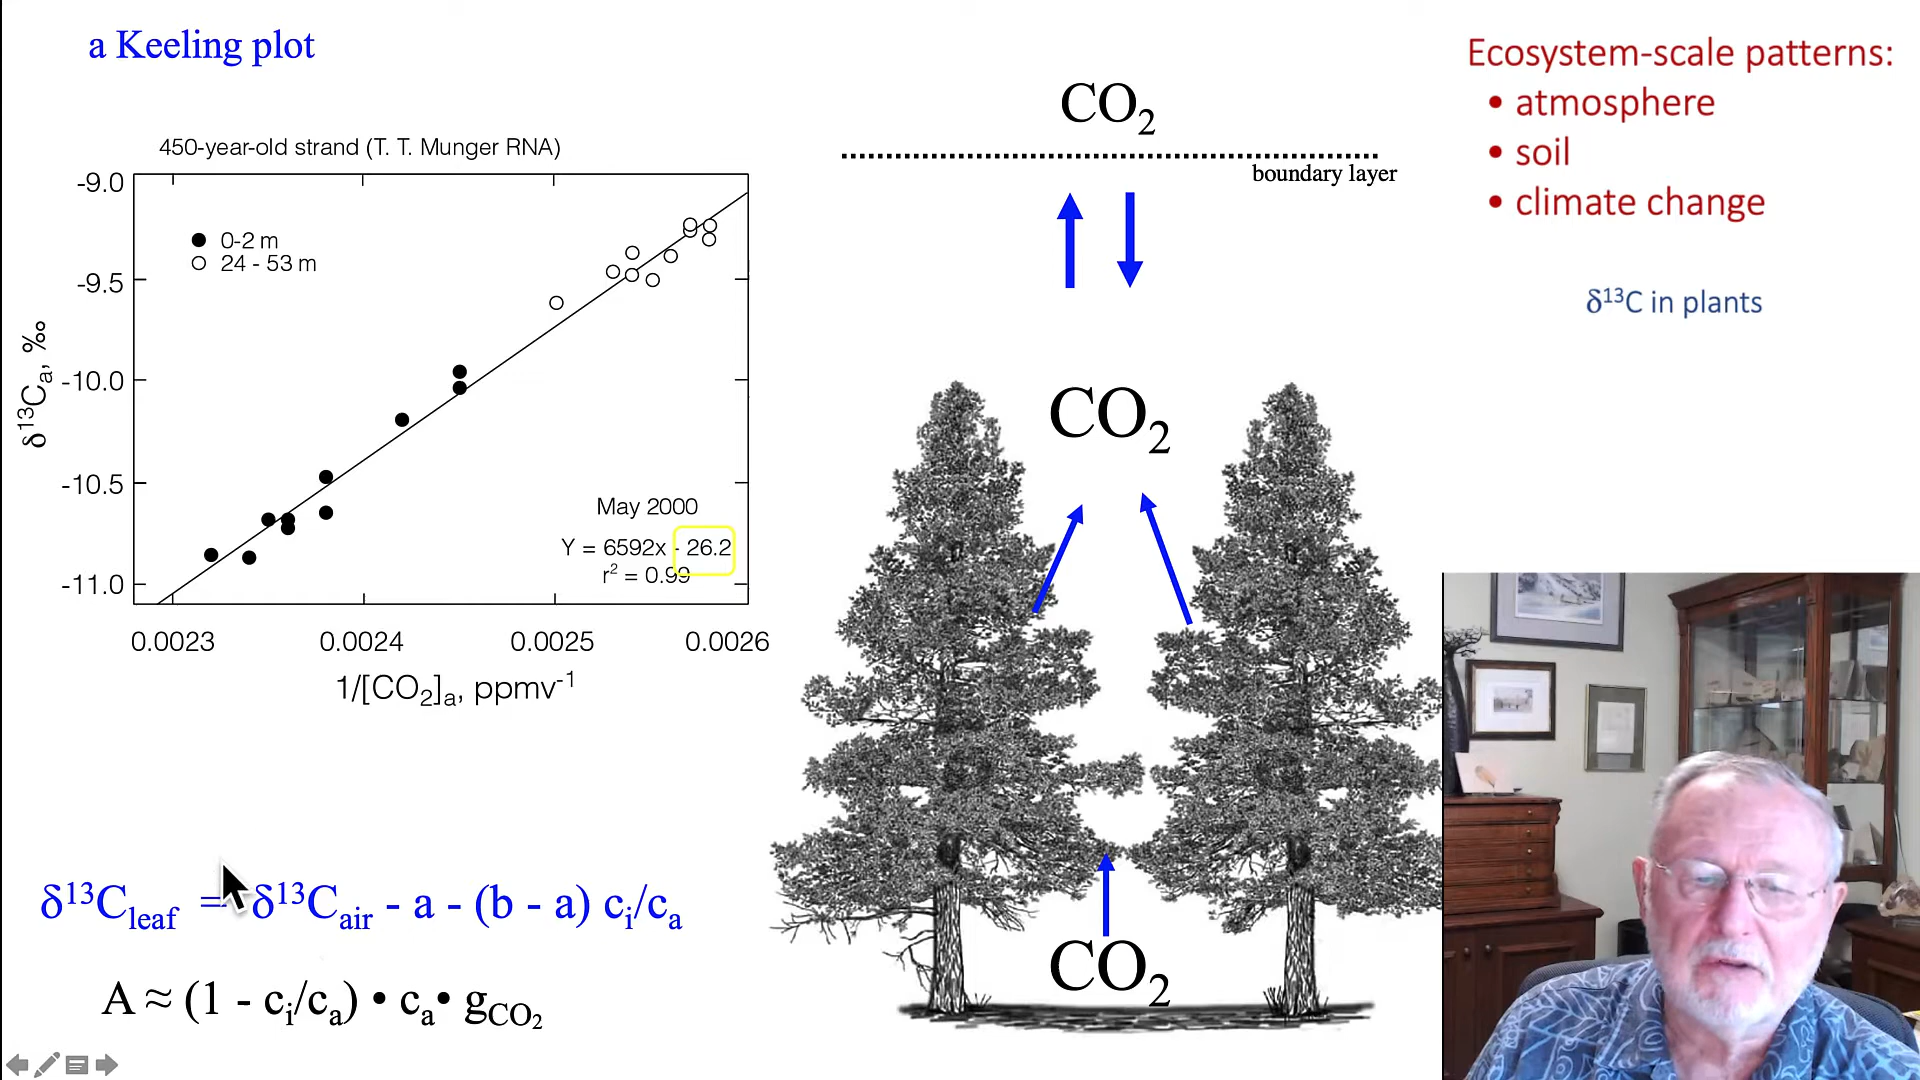 a Keeling plot
450-year-old strand (T. T. Munger RNA)
-9.0
-9.5
-10.0
-10.5
-11.0
δ¹³Cₐ, ‰
0-2 m
24 - 53 m
May 2000
Y = 6592x - 26.2
r² = 0.99
0.0023
0.0024
0.0025
0.0026
1/[CO₂]ₐ, ppmv⁻¹
δ¹³C_leaf = δ¹³C_air - a - (b - a) cᵢ/cₐ
A ≈ (1 - cᵢ/cₐ) • cₐ • g_CO₂
CO₂
boundary layer
CO₂
CO₂
Ecosystem-scale patterns:
• atmosphere
• soil
• climate change
δ¹³C in plants